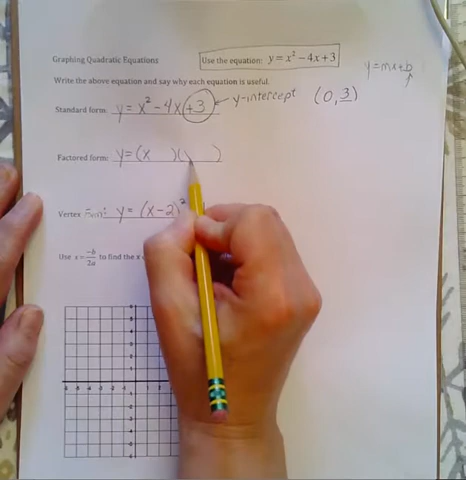 Graphing Quadratic Equations
Use the equation: y = x² – 4x + 3
y = mx + b
Write the above equation and say why each equation is useful.
Standard form: y = x² - 4x + 3 ← y-intercept (0, 3)
Factored form: y = (x )( )
Vertex y = (x - 2)²
Use x = -b/2a to find the x